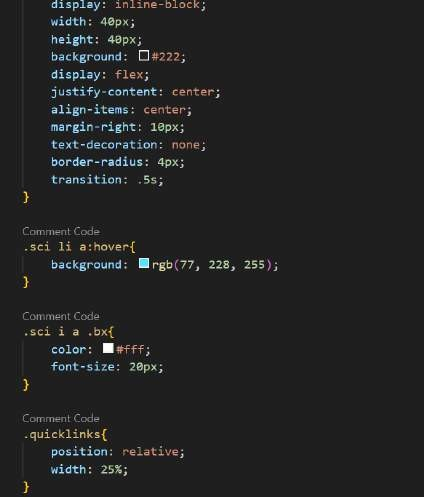 display: inline-block;
width: 40px;
height: 40px;
background: #222;
display: flex;
justify-content: center;
align-items: center;
margin-right: 10px;
text-decoration: none;
border-radius: 4px;
transition: .5s;
}
Comment Code
.sci li a:hover{
background: rgb(77, 228, 255);
}
Comment Code
.sci i a .bx{
color: #fff;
font-size: 20px;
}
Comment Code
.quicklinks{
position: relative;
width: 25%;
}